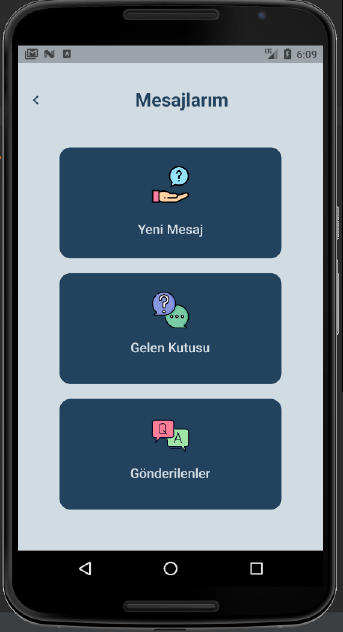 6:09
Mesajlarım
?
Yeni Mesaj
?
Gelen Kutusu
Q
A
Gönderilenler